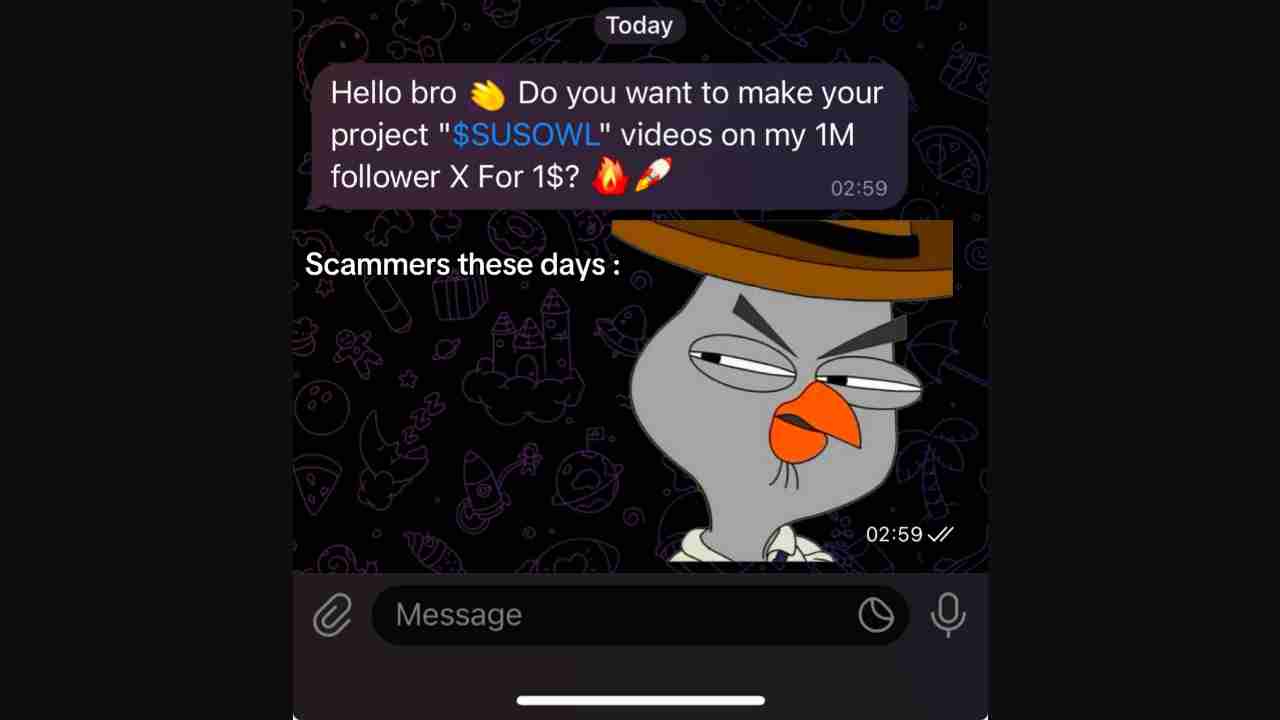 Today
Hello bro 👋 Do you want to make your
project "$SUSOWL" videos on my 1M
follower X For 1$? 🔥🚀
02:59
Scammers these days :
02:59
Message